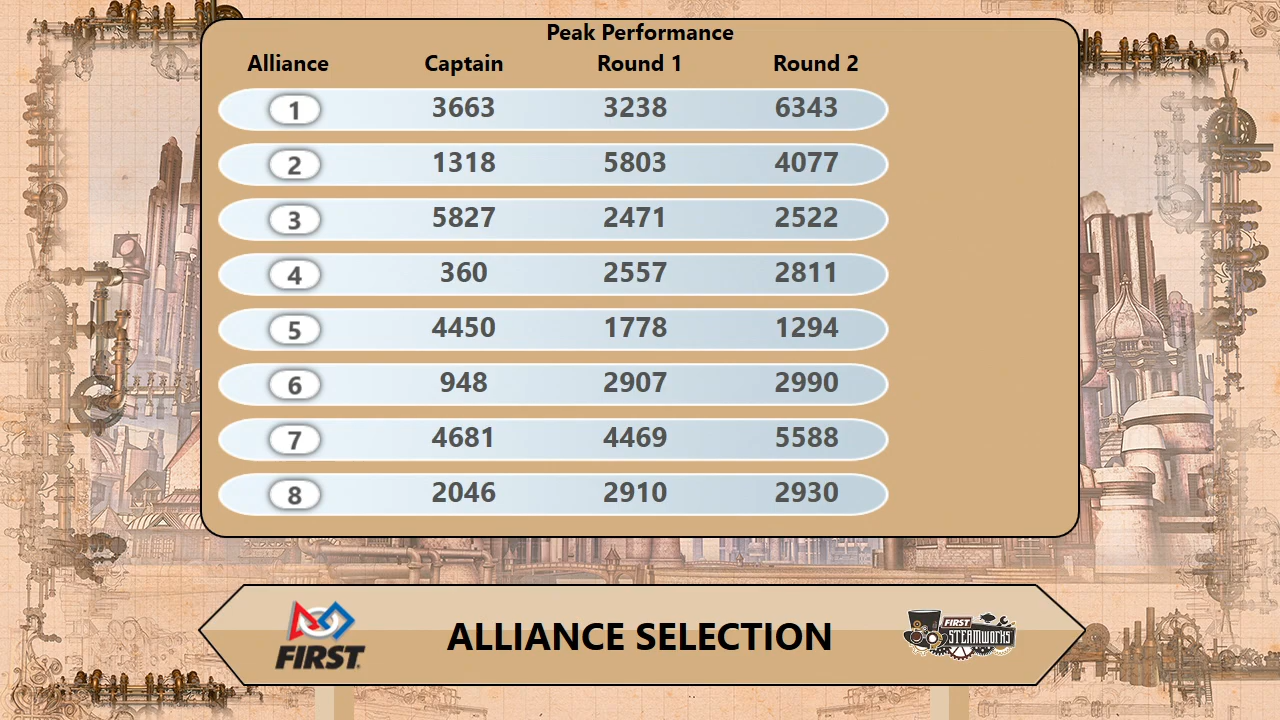 Peak Performance
Alliance Captain Round 1 Round 2
1 3663 3238 6343
2 1318 5803 4077
3 5827 2471 2522
4 360 2557 2811
5 4450 1778 1294
6 948 2907 2990
7 4681 4469 5588
8 2046 2910 2930
FIRST
ALLIANCE SELECTION
FIRST
STEAMWORKS